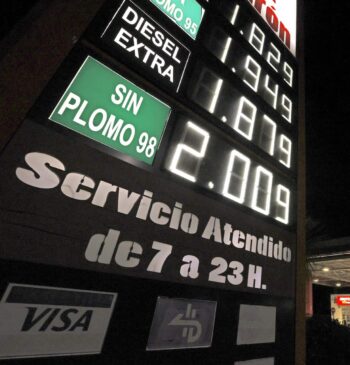 LOMO 95
1.829
DIESEL
EXTRA
1.949
1.879
SIN
PLOMO 98
2.009
Servicio Atendido
de 7 a 23 H.
VISA